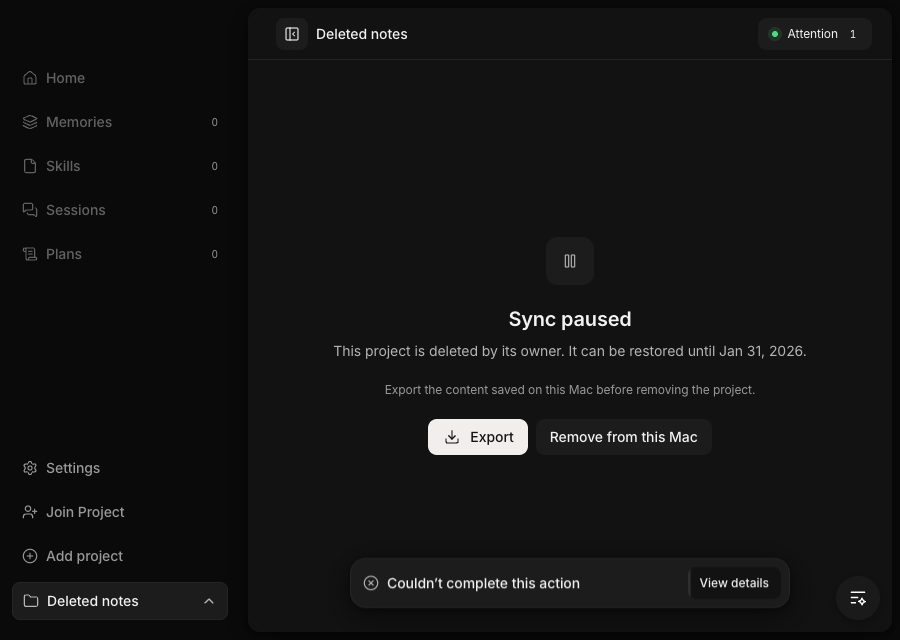 Deleted notes
Attention 1
Home
Memories 0
Skills 0
Sessions 0
Plans 0
Sync paused
This project is deleted by its owner. It can be restored until Jan 31, 2026.
Export the content saved on this Mac before removing the project.
Export
Remove from this Mac
Settings
Join Project
Add project
Deleted notes
Couldn’t complete this action
View details